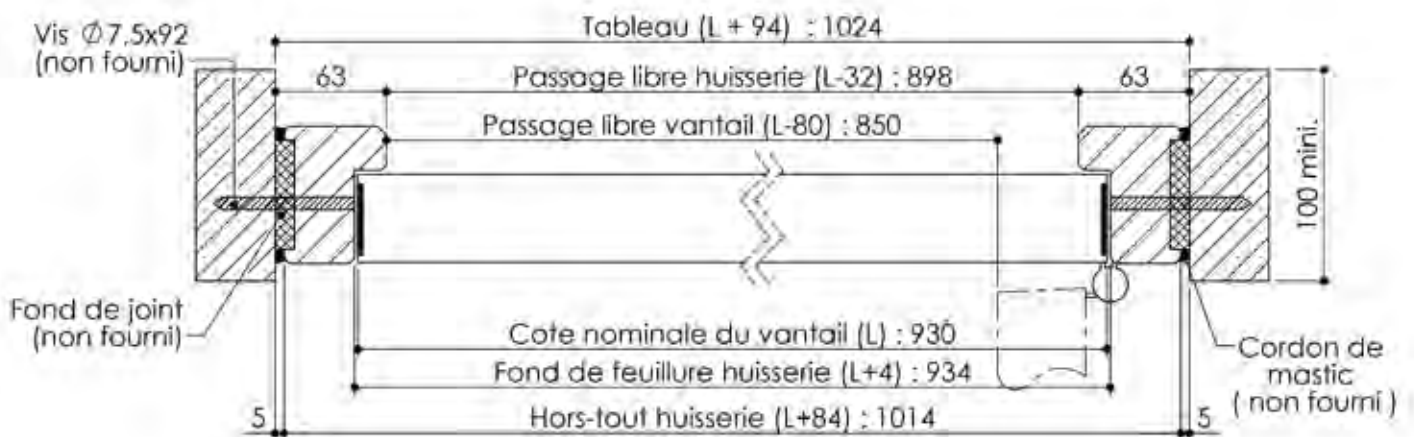 Tableau (L + 94) : 1024
Vis Ø7.5x92
(non fourni)
63
Passage libre huisserie (L-32) : 898
63
Passage libre vantail (L-80) : 850
100 mini.
Fond de joint
(non fourni)
Cote nominale du vantail (L) : 930
Cordon de
mastic
( non fourni )
Fond de feuillure huisserie (L+4) : 934
5
Hors-tout huisserie (L+84) : 1014
5